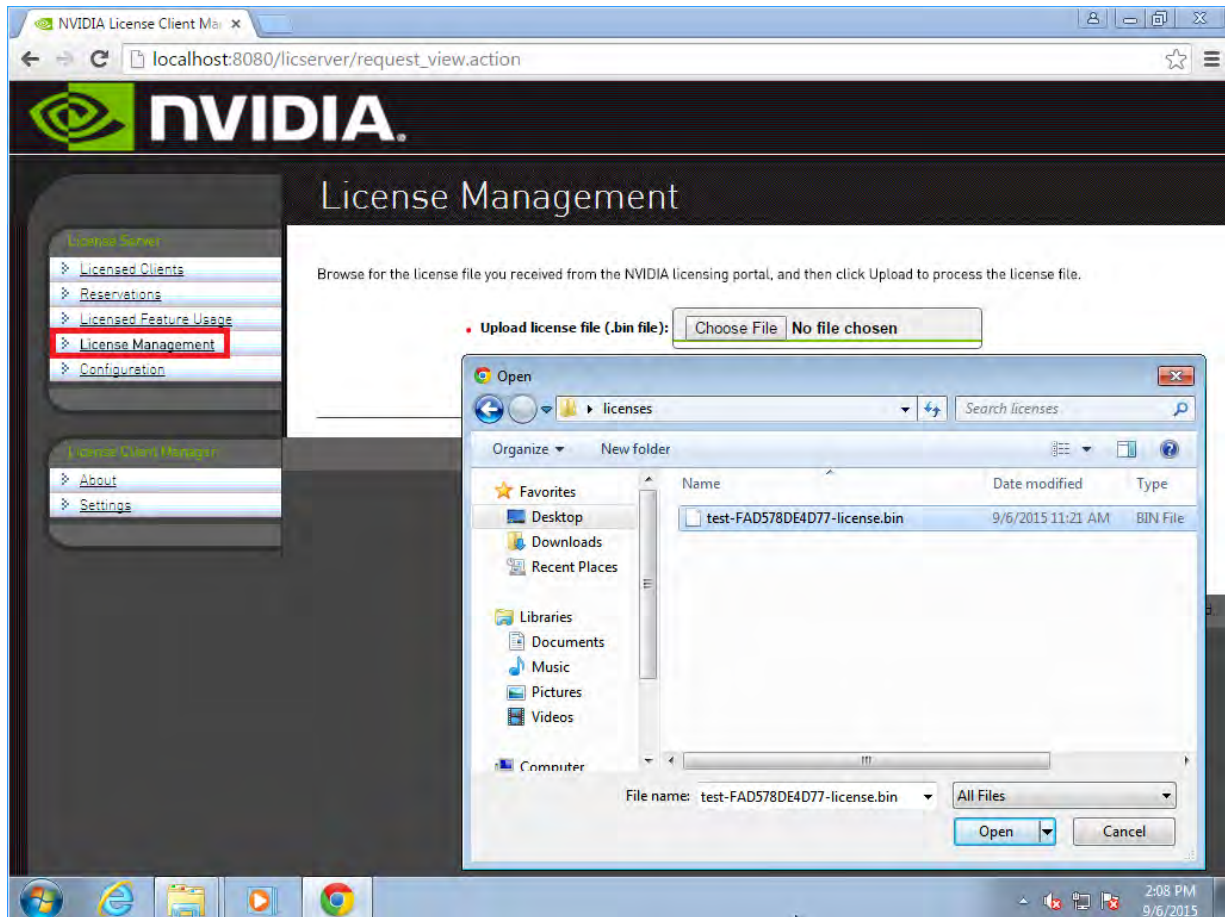 NVIDIA License Client Ma
localhost:8080/licserver/request_view.action
NVIDIA.
License Management
License Server
Licensed Clients
Reservations
Licensed Feature Usage
License Management
Configuration
License Client Manager
About
Settings
Browse for the license file you received from the NVIDIA licensing portal, and then click Upload to process the license file.
Upload license file (.bin file): Choose File No file chosen
Open
licenses
Search licenses
Organize New folder
Name Date modified Type
Favorites
Desktop
Downloads
Recent Places
Libraries
Documents
Music
Pictures
Videos
Computer
test-FAD578DE4D77-license.bin 9/6/2015 11:21 AM BIN File
File name: test-FAD578DE4D77-license.bin All Files
Open Cancel
2:08 PM
9/6/2015